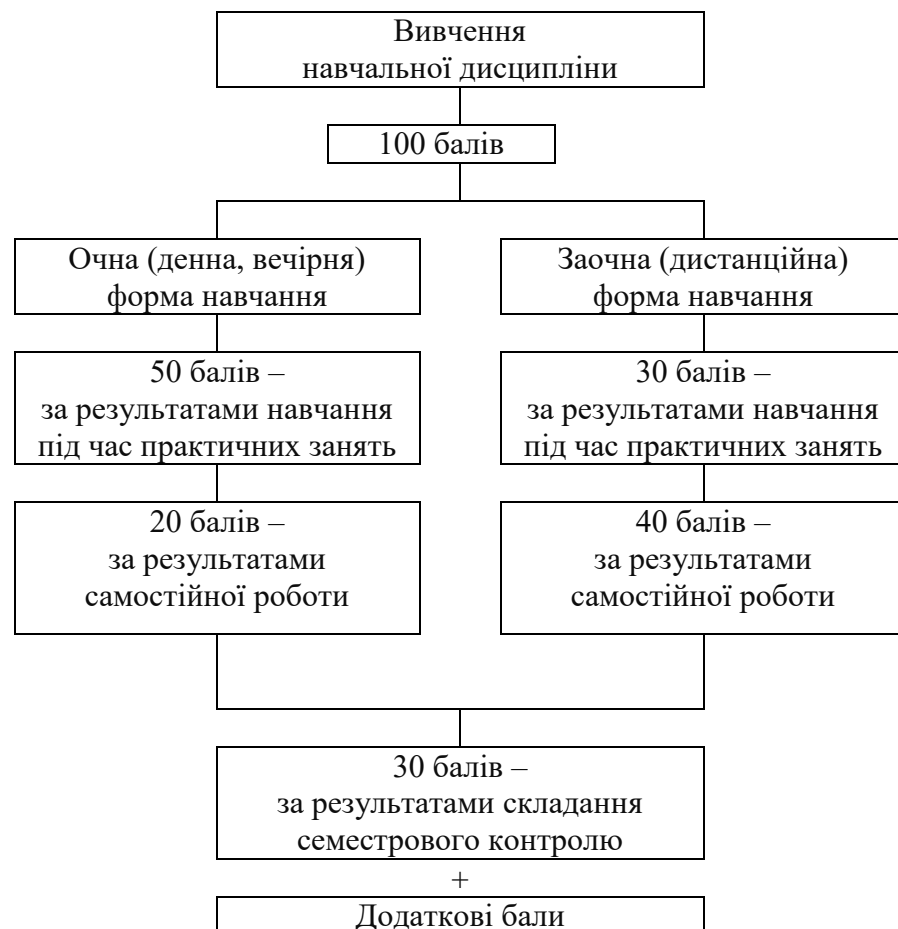 Вивчення
навчальної дисципліни
100 балів
Очна (денна, вечірня)
форма навчання
Заочна (дистанційна)
форма навчання
50 балів –
за результатами навчання
під час практичних занять
30 балів –
за результатами навчання
під час практичних занять
20 балів –
за результатами
самостійної роботи
40 балів –
за результатами
самостійної роботи
30 балів –
за результатами складання
семестрового контролю
+
Додаткові бали